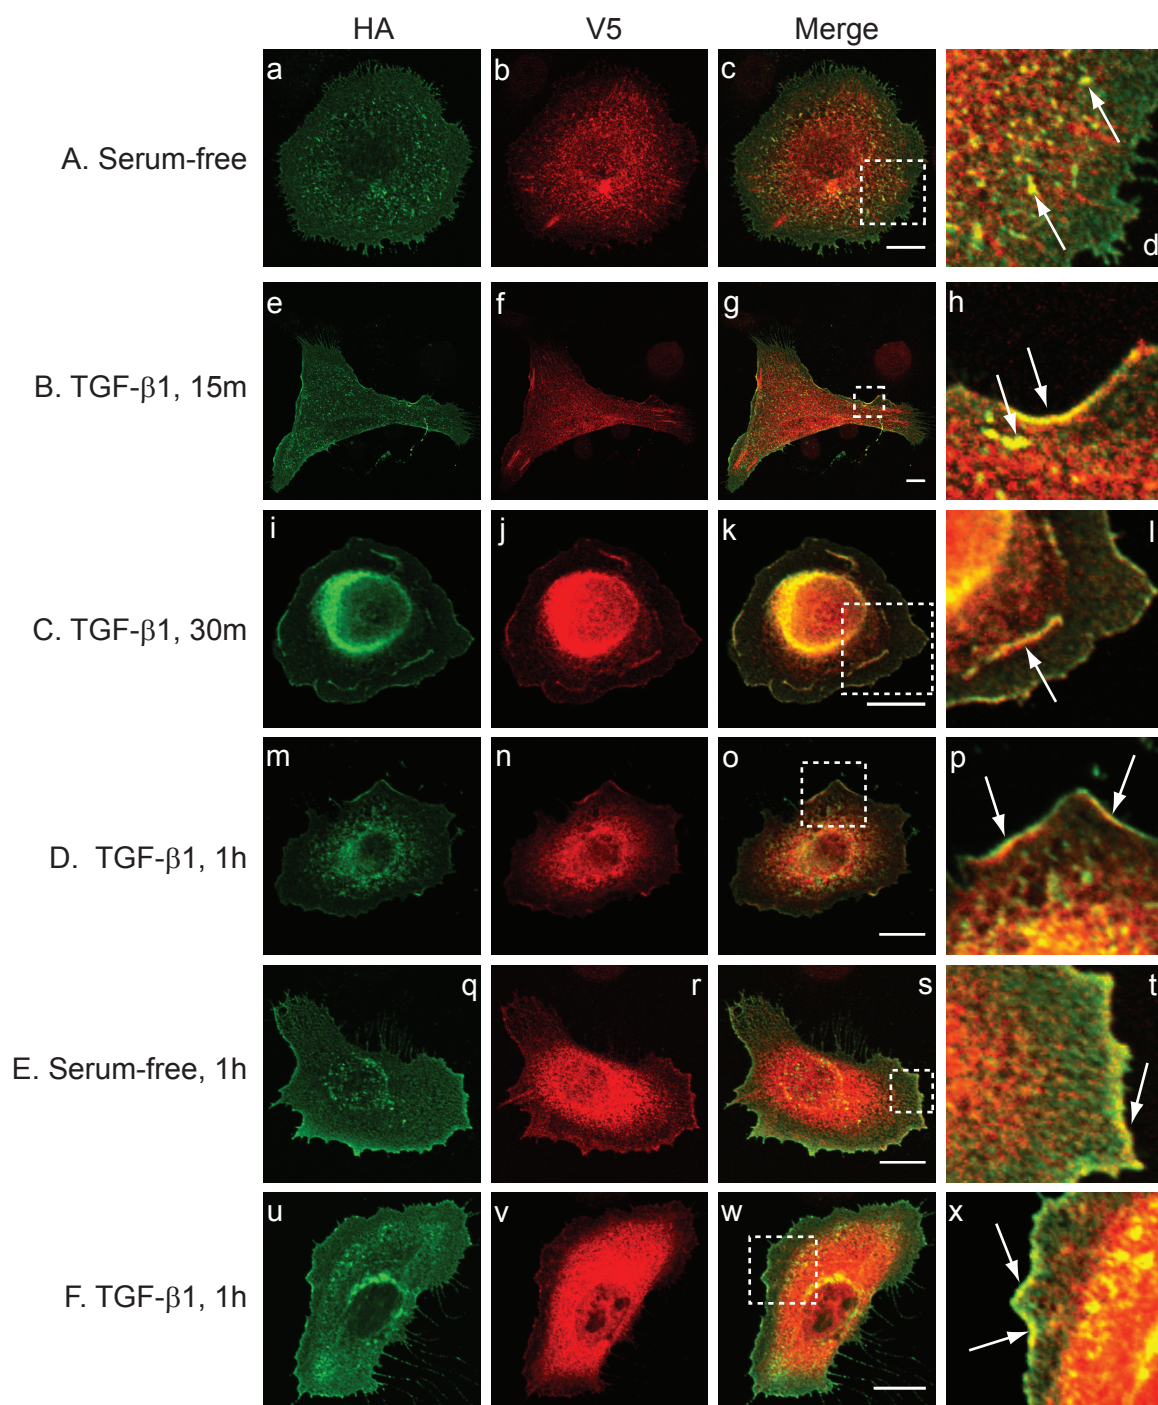 HA V5 Merge
a b c d
A. Serum-free
e f g h
B. TGF-β1, 15m
i j k l
C. TGF-β1, 30m
m n o p
D. TGF-β1, 1h
q r s t
E. Serum-free, 1h
u v w x
F. TGF-β1, 1h